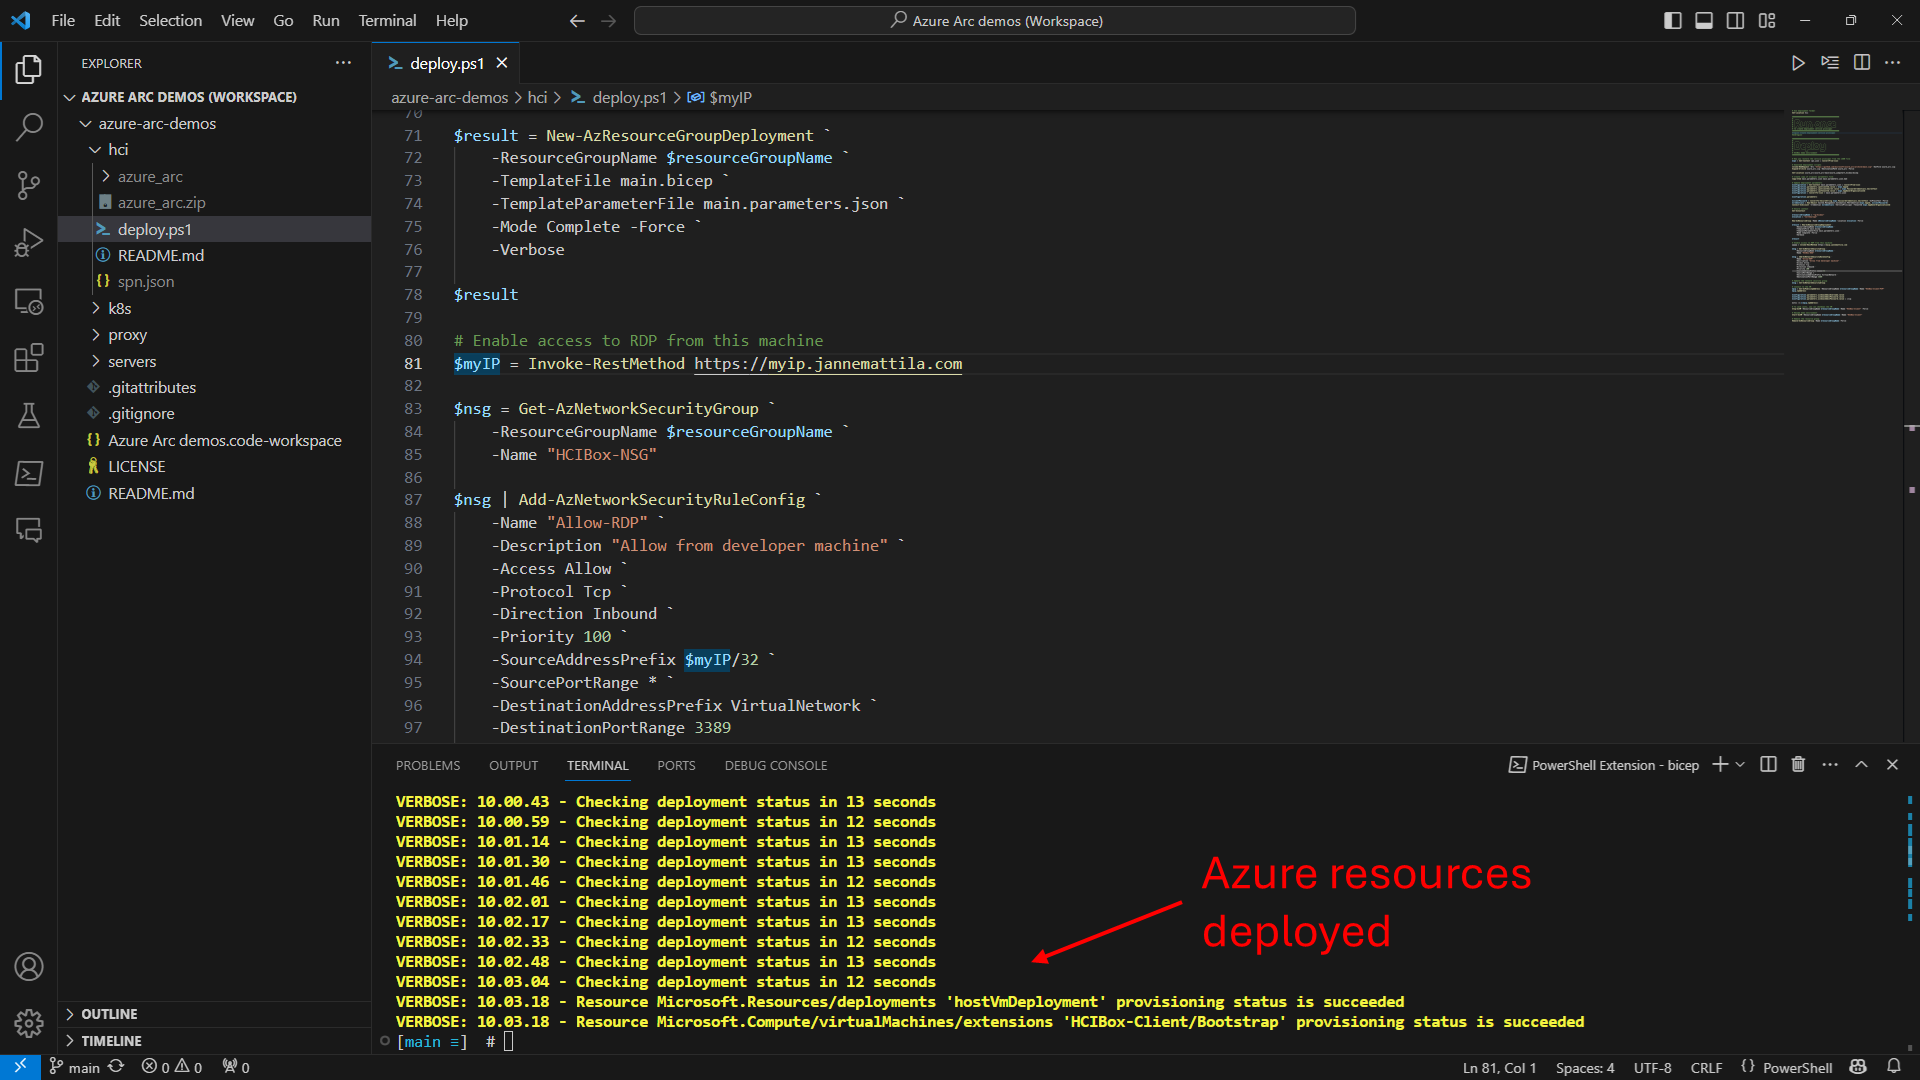 File Edit Selection View Go Run Terminal Help
Azure Arc demos (Workspace)
EXPLORER
AZURE ARC DEMOS (WORKSPACE)
azure-arc-demos
hci
azure_arc
azure_arc.zip
deploy.ps1
README.md
spn.json
k8s
proxy
servers
.gitattributes
.gitignore
Azure Arc demos.code-workspace
LICENSE
README.md
OUTLINE
TIMELINE
deploy.ps1
azure-arc-demos > hci > deploy.ps1 > $myIP
70
71 $result = New-AzResourceGroupDeployment `
72 -ResourceGroupName $resourceGroupName `
73 -TemplateFile main.bicep `
74 -TemplateParameterFile main.parameters.json `
75 -Mode Complete -Force `
76 -Verbose
77
78 $result
79
80 # Enable access to RDP from this machine
81 $myIP = Invoke-RestMethod https://myip.jannemattila.com
82
83 $nsg = Get-AzNetworkSecurityGroup `
84 -ResourceGroupName $resourceGroupName `
85 -Name "HCIBox-NSG"
86
87 $nsg | Add-AzNetworkSecurityRuleConfig `
88 -Name "Allow-RDP" `
89 -Description "Allow from developer machine" `
90 -Access Allow `
91 -Protocol Tcp `
92 -Direction Inbound `
93 -Priority 100 `
94 -SourceAddressPrefix $myIP/32 `
95 -SourcePortRange * `
96 -DestinationAddressPrefix VirtualNetwork `
97 -DestinationPortRange 3389
PROBLEMS OUTPUT TERMINAL PORTS DEBUG CONSOLE
PowerShell Extension - bicep
VERBOSE: 10.00.43 - Checking deployment status in 13 seconds
VERBOSE: 10.00.59 - Checking deployment status in 12 seconds
VERBOSE: 10.01.14 - Checking deployment status in 13 seconds
VERBOSE: 10.01.30 - Checking deployment status in 13 seconds
VERBOSE: 10.01.46 - Checking deployment status in 12 seconds
VERBOSE: 10.02.01 - Checking deployment status in 13 seconds
VERBOSE: 10.02.17 - Checking deployment status in 13 seconds
VERBOSE: 10.02.33 - Checking deployment status in 12 seconds
VERBOSE: 10.02.48 - Checking deployment status in 13 seconds
VERBOSE: 10.03.04 - Checking deployment status in 12 seconds
VERBOSE: 10.03.18 - Resource Microsoft.Resources/deployments 'hostVmDeployment' provisioning status is succeeded
VERBOSE: 10.03.18 - Resource Microsoft.Compute/virtualMachines/extensions 'HCIBox-Client/Bootstrap' provisioning status is succeeded
[main ≡] #
Azure resources
deployed
main 0 0 0 Ln 81, Col 1 Spaces: 4 UTF-8 CRLF {} PowerShell